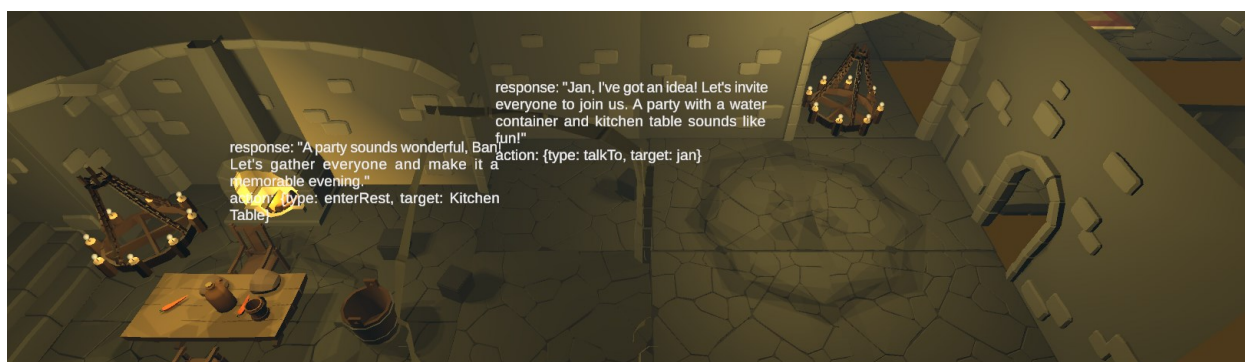 response: "Jan, I've got an idea! Let's invite
everyone to join us. A party with a water
container and kitchen table sounds like
fun!"
action: {type: talkTo, target: jan}
response: "A party sounds wonderful, Ban!
Let's gather everyone and make it a
memorable evening."
action: {type: enterRest, target: Kitchen
Table}